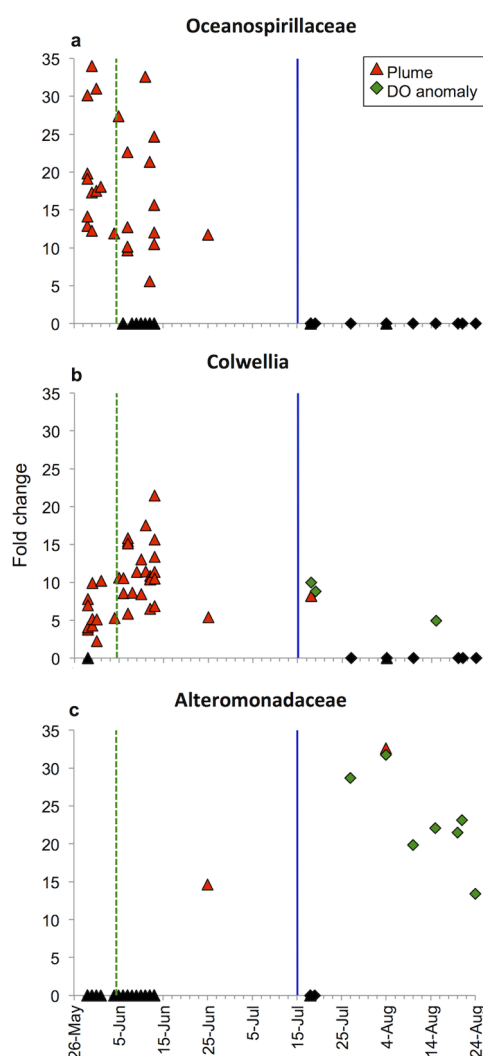 Oceanospirillaceae
a
Plume
DO anomaly
35
30
25
20
15
10
5
0
Colwellia
b
Fold change
35
30
25
20
15
10
5
0
Alteromonadaceae
c
35
30
25
20
15
10
5
0
26-May
5-Jun
15-Jun
25-Jun
5-Jul
15-Jul
25-Jul
4-Aug
14-Aug
24-Aug